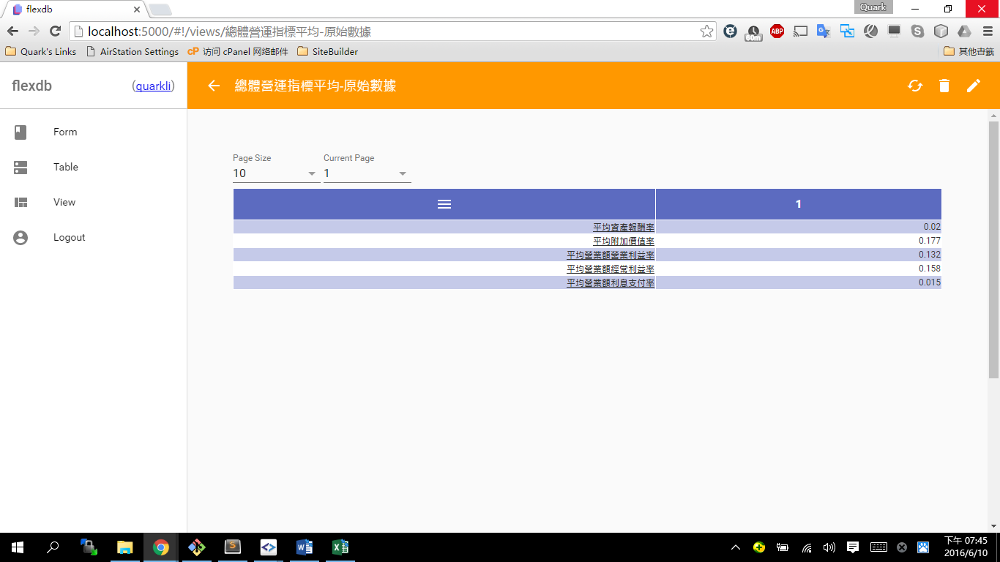 flexdb
Quark
localhost:5000/#!/views/總體營運指標平均-原始數據
60m
ABP
Quark's Links
AirStation Settings
cP 访问 cPanel 网络邮件
SiteBuilder
其他書籤
flexdb (quarkli)
總體營運指標平均-原始數據
Form
Table
View
Logout
Page Size Current Page
10 1
1
平均資產報酬率 0.02
平均附加價值率 0.177
平均營業額營業利益率 0.132
平均營業額經常利益率 0.158
平均營業額利息支付率 0.015
下午 07:45
2016/6/10